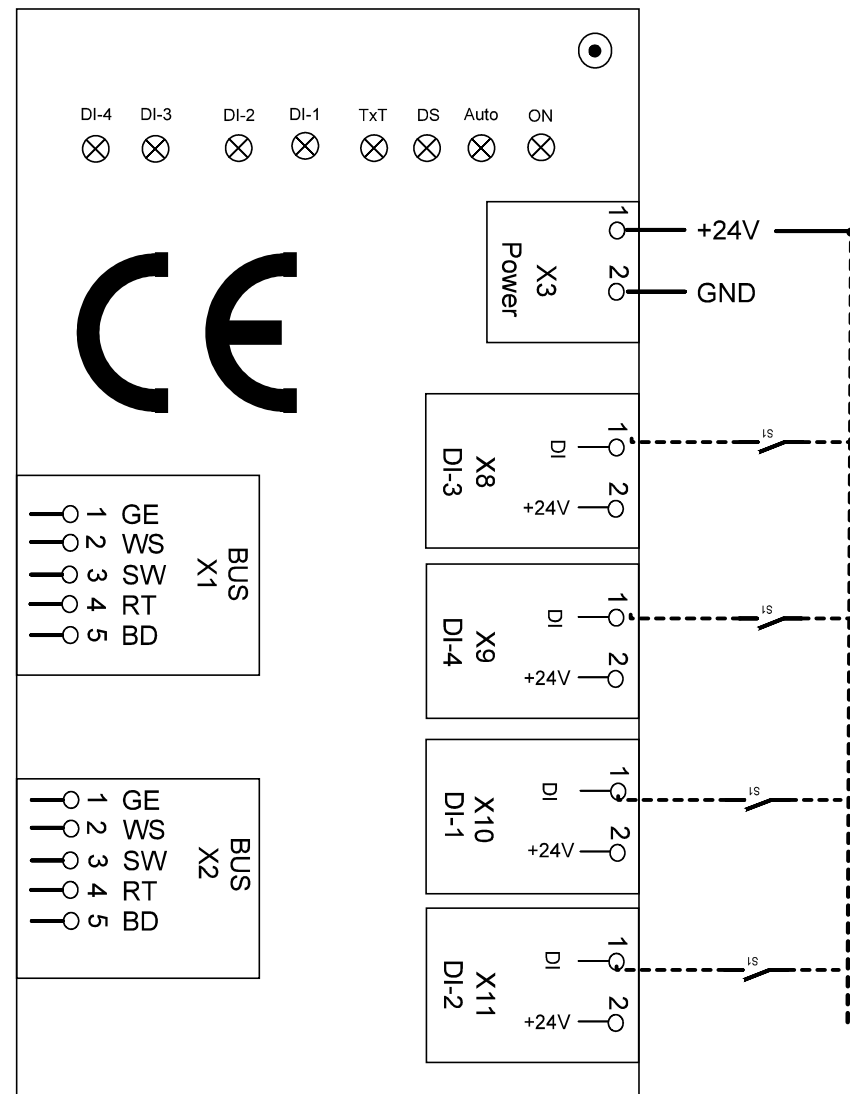 DI-4 DI-3 DI-2 DI-1 TxT DS Auto ON
CE
X3
Power
1 +24V
2 GND
X8
DI-3
1 DI
2 +24V
S1
X9
DI-4
1 DI
2 +24V
S1
X10
DI-1
1 DI
2 +24V
S1
X11
DI-2
1 DI
2 +24V
S1
BUS
X1
1 GE
2 WS
3 SW
4 RT
5 BD
BUS
X2
1 GE
2 WS
3 SW
4 RT
5 BD